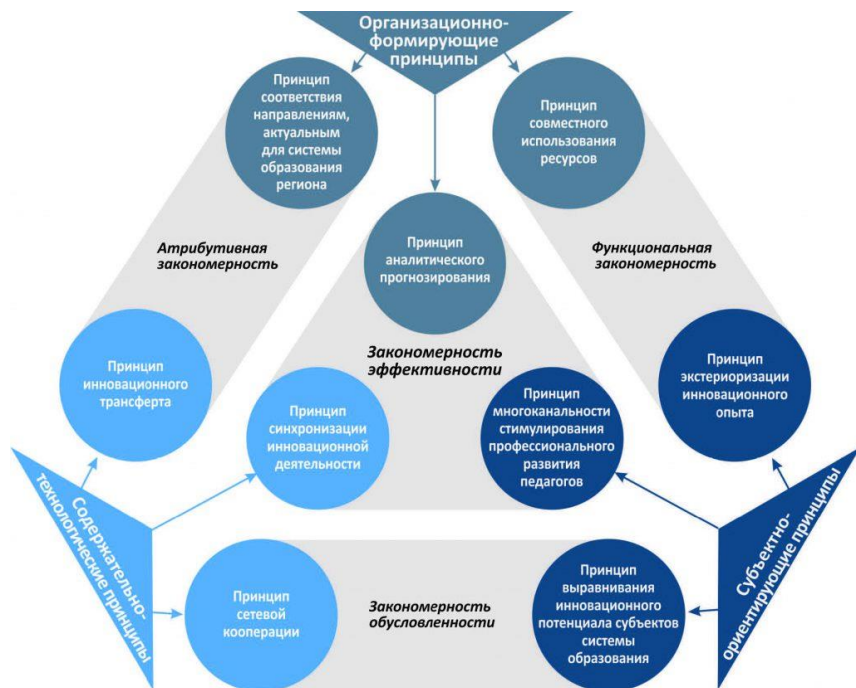 Организационно-
формирующие
принципы
Принцип
соответствия
направлениям,
актуальным
для системы
образования
региона
Принцип
совместного
использования
ресурсов
Атрибутивная
закономерность
Принцип
аналитического
прогнозирования
Функциональная
закономерность
Принцип
инновационного
трансферта
Закономерность
эффективности
Принцип
экстериоризации
инновационного
опыта
Принцип
синхронизации
инновационной
деятельности
Принцип
многоканальности
стимулирования
профессионального
развития
педагогов
Содержательно-
технологические принципы
Субъектно-
ориентирующие принципы
Принцип
сетевой
кооперации
Закономерность
обусловленности
Принцип
выравнивания
инновационного
потенциала субъектов
системы
образования